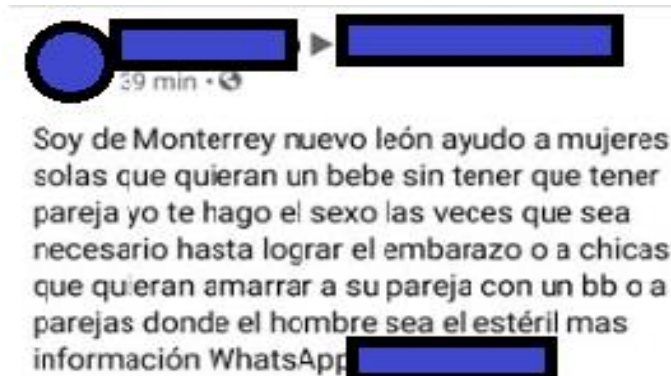 39 min
Soy de Monterrey nuevo león ayudo a mujeres
solas que quieran un bebe sin tener que tener
pareja yo te hago el sexo las veces que sea
necesario hasta lograr el embarazo o a chicas
que quieran amarrar a su pareja con un bb o a
parejas donde el hombre sea el estéril mas
información WhatsApp